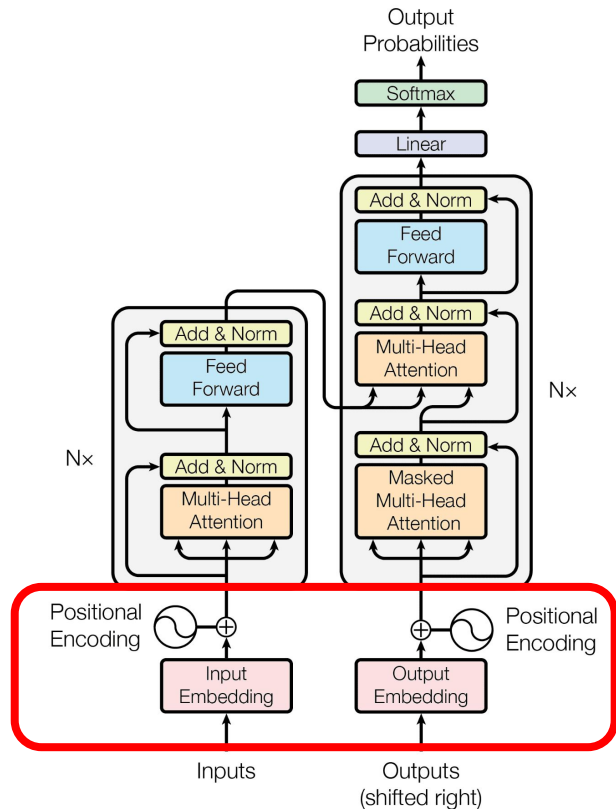 Output
Probabilities
Softmax
Linear
Add & Norm
Feed
Forward
Add & Norm
Multi-Head
Attention
Add & Norm
Masked
Multi-Head
Attention
Nx
Add & Norm
Feed
Forward
Add & Norm
Multi-Head
Attention
Nx
Positional
Encoding
Positional
Encoding
Input
Embedding
Output
Embedding
Inputs
Outputs
(shifted right)